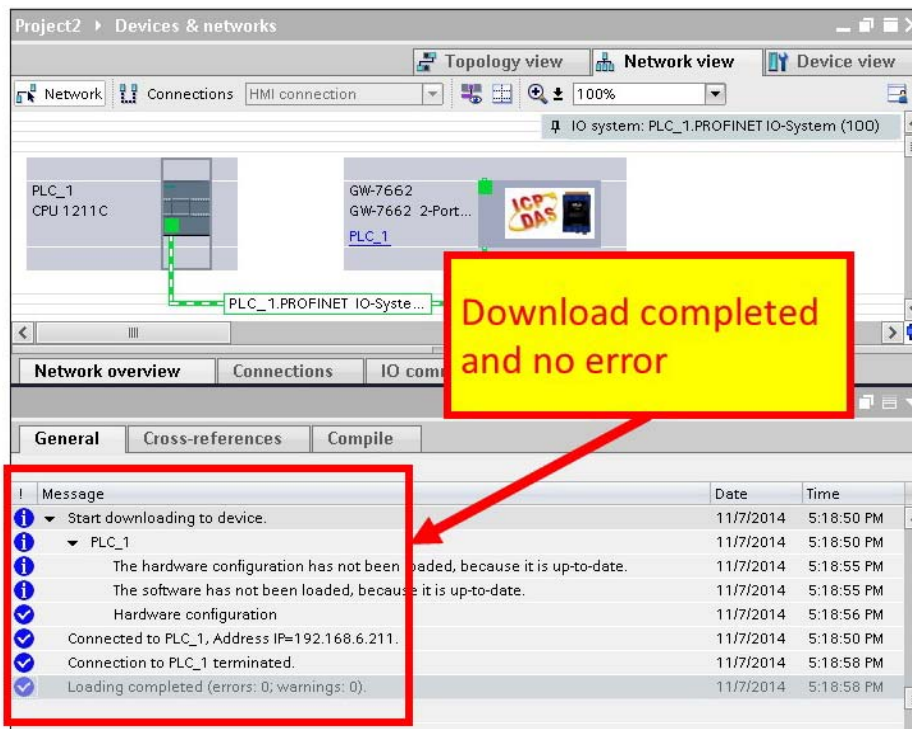 Project2 ▸ Devices & networks
Topology view Network view Device view
Network Connections HMI connection 100%
IO system: PLC_1.PROFINET IO-System (100)
PLC_1
CPU 1211C
GW-7662
GW-7662 2-Port...
PLC_1
ICP DAS
PLC_1.PROFINET IO-Syste...
Download completed
and no error
Network overview Connections IO com
General Cross-references Compile
! Message Date Time
Start downloading to device. 11/7/2014 5:18:50 PM
PLC_1 11/7/2014 5:18:50 PM
The hardware configuration has not been loaded, because it is up-to-date. 11/7/2014 5:18:55 PM
The software has not been loaded, because it is up-to-date. 11/7/2014 5:18:55 PM
Hardware configuration 11/7/2014 5:18:56 PM
Connected to PLC_1, Address IP=192.168.6.211. 11/7/2014 5:18:50 PM
Connection to PLC_1 terminated. 11/7/2014 5:18:58 PM
Loading completed (errors: 0; warnings: 0). 11/7/2014 5:18:58 PM